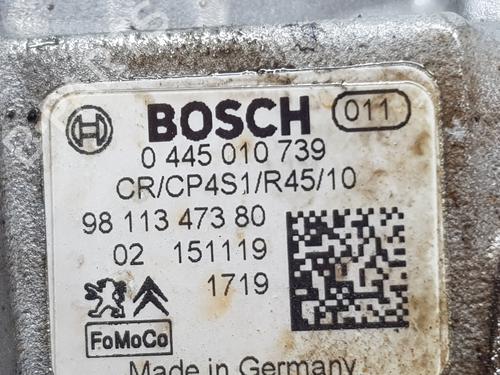 BOSCH 011
0 445 010 739
CR/CP4S1/R45/10
98 113 473 80
02 151119
1719
FoMoCo
Made in Germany